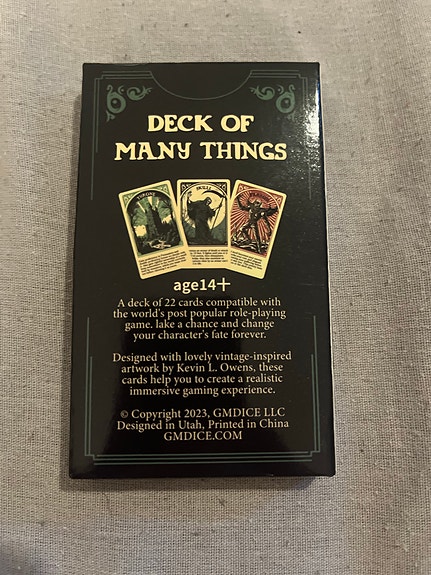 DECK OF
MANY THINGS
THRONE
SKULL
age14+
A deck of 22 cards compatible with
the world's post popular role-playing
game. lake a chance and change
your character's fate forever.
Designed with lovely vintage-inspired
artwork by Kevin L. Owens, these
cards help you to create a realistic
immersive gaming experience.
© Copyright 2023, GMDICE LLC
Designed in Utah, Printed in China
GMDICE.COM